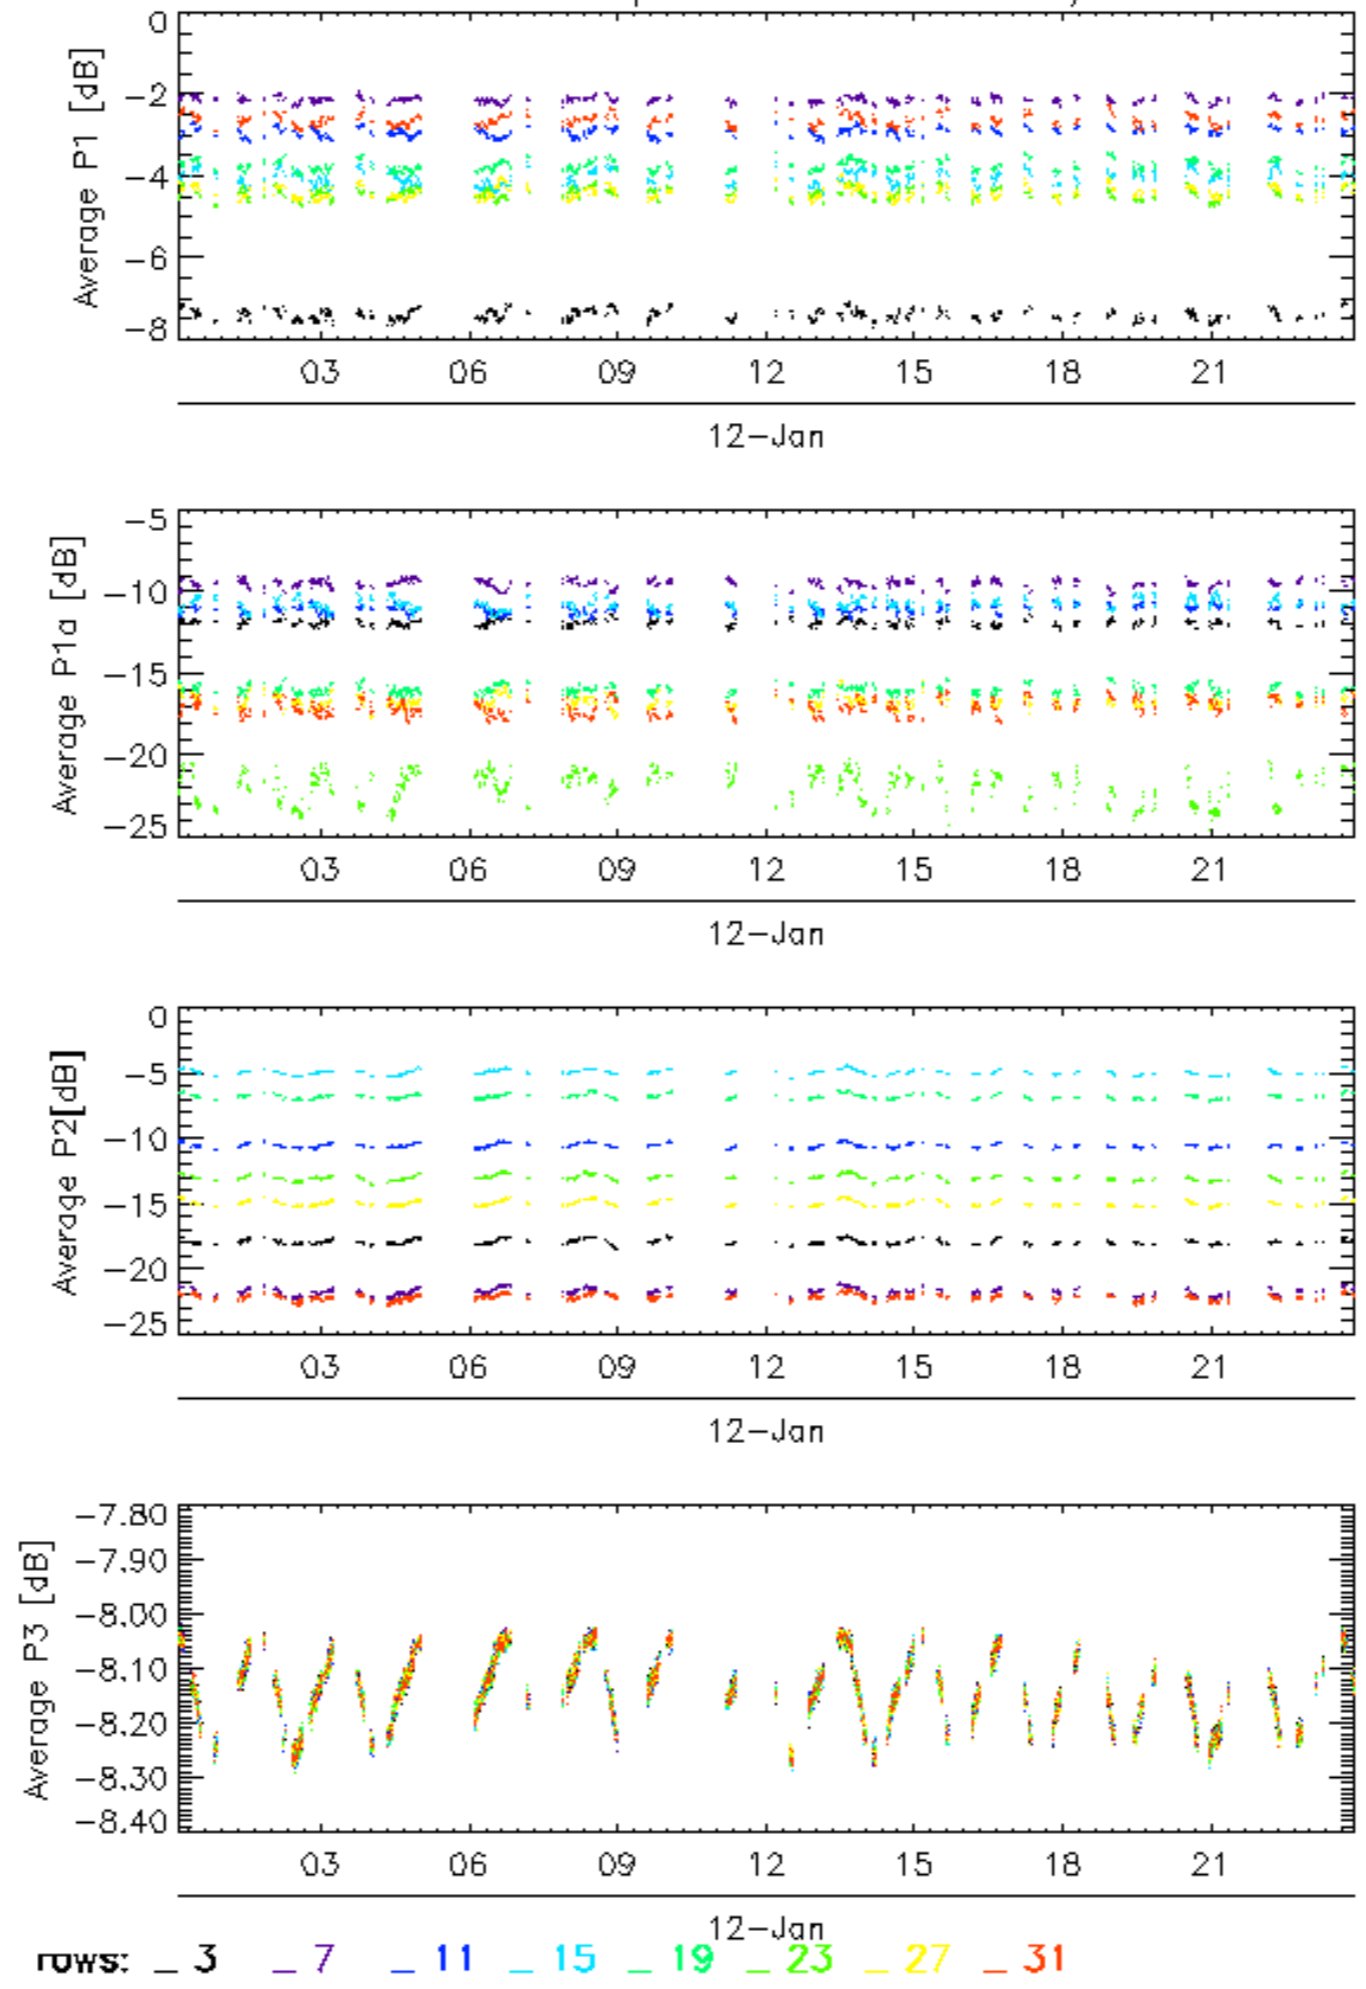 0
−2
−4
−6
−8
Average P1 [dB]
03 06 09 12 15 18 21
12−Jan
−5
−10
−15
−20
−25
Average P1a [dB]
03 06 09 12 15 18 21
12−Jan
0
−5
−10
−15
−20
−25
Average P2[dB]
03 06 09 12 15 18 21
12−Jan
−7.80
−7.90
−8.00
−8.10
−8.20
−8.30
−8.40
Average P3 [dB]
03 06 09 12 15 18 21
12−Jan
rows: _ 3 _ 7 _ 11 _ 15 _ 19 _ 23 _ 27 _ 31